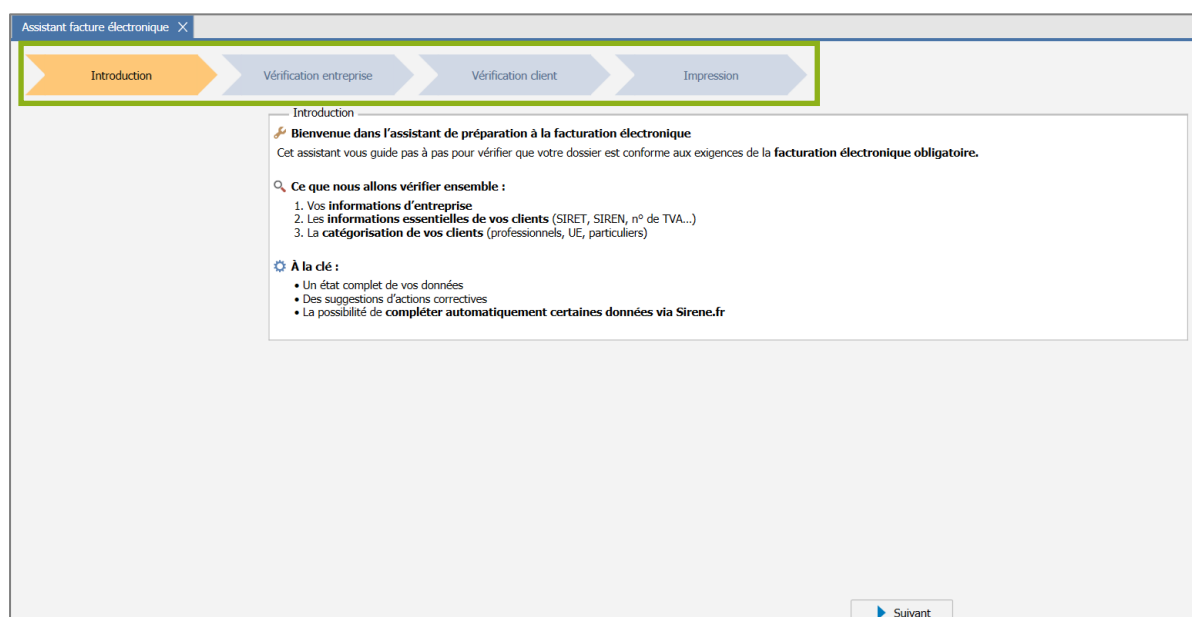 Assistant facture électronique
Introduction
Vérification entreprise
Vérification client
Impression
Introduction
Bienvenue dans l’assistant de préparation à la facturation électronique
Cet assistant vous guide pas à pas pour vérifier que votre dossier est conforme aux exigences de la facturation électronique obligatoire.
Ce que nous allons vérifier ensemble :
1. Vos informations d’entreprise
2. Les informations essentielles de vos clients (SIRET, SIREN, n° de TVA...)
3. La catégorisation de vos clients (professionnels, UE, particuliers)
À la clé :
• Un état complet de vos données
• Des suggestions d’actions correctives
• La possibilité de compléter automatiquement certaines données via Sirene.fr
Suivant